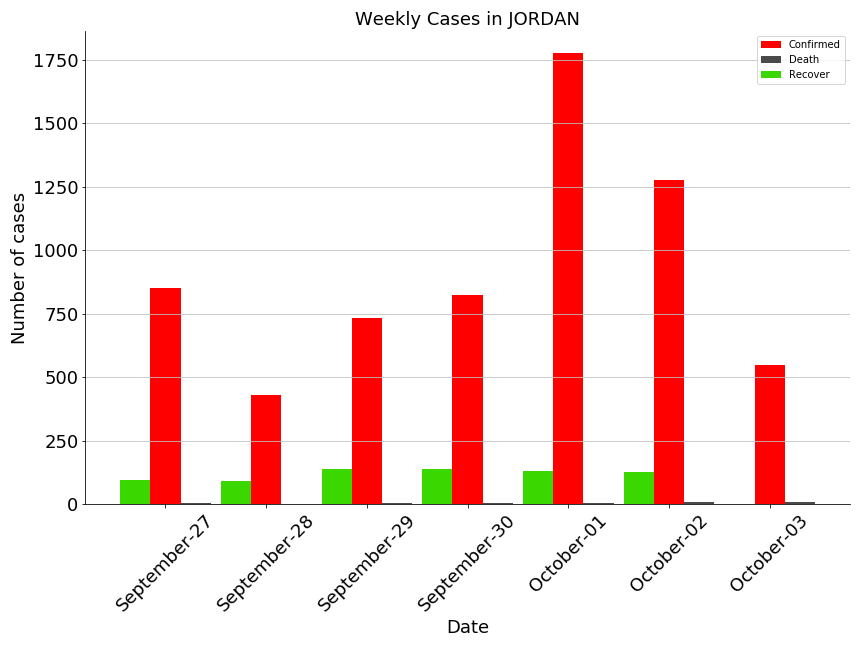 Weekly Cases in JORDAN
Confirmed
Death
Recover
Number of cases
1750
1500
1250
1000
750
500
250
0
September-27
September-28
September-29
September-30
October-01
October-02
October-03
Date